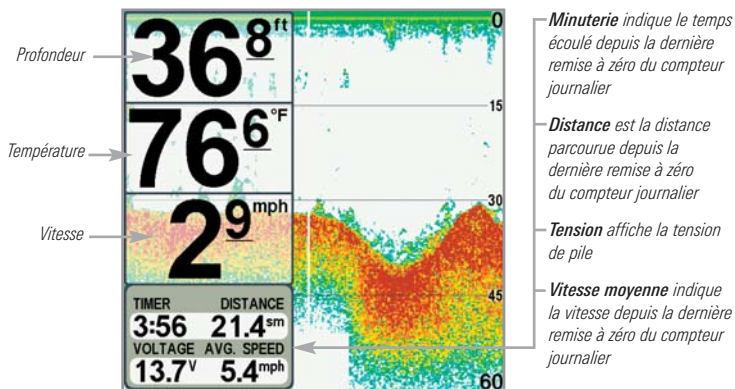 Profondeur
Température
Vitesse
36 8 ft
76 6 °F
2 9 mph
TIMER DISTANCE
3:56 21.4 sm
VOLTAGE AVG. SPEED
13.7 V 5.4 mph
0
15
30
45
60
Minuterie indique le temps
écoulé depuis la dernière
remise à zéro du compteur
journalier
Distance est la distance
parcourue depuis la
dernière remise à zéro
du compteur journalier
Tension affiche la tension
de pile
Vitesse moyenne indique
la vitesse depuis la dernière
remise à zéro du compteur
journalier